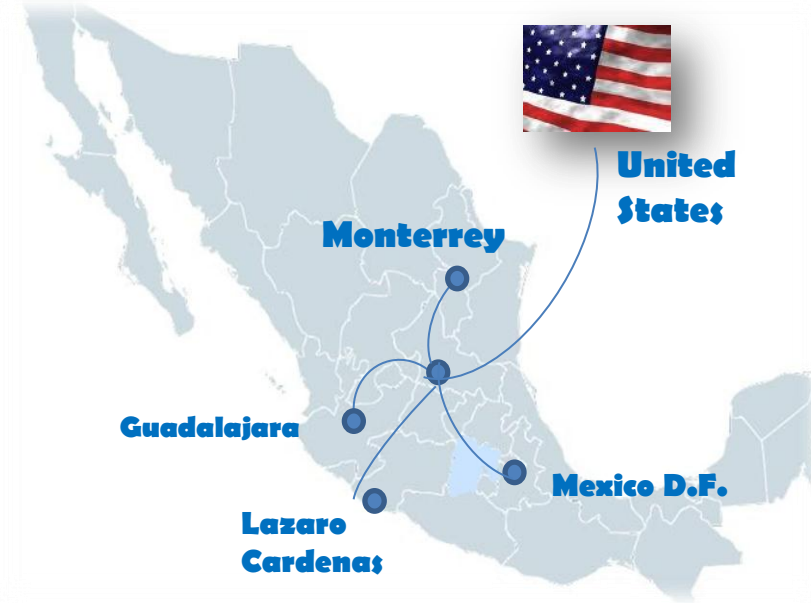 United
States
Monterrey
Guadalajara
Mexico D.F.
Lazaro
Cardenas